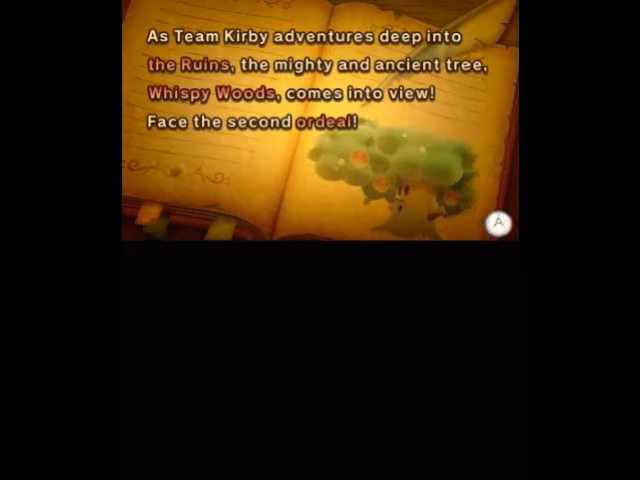 As Team Kirby adventures deep into
the Ruins, the mighty and ancient tree,
Whispy Woods, comes into view!
Face the second ordeal!
A